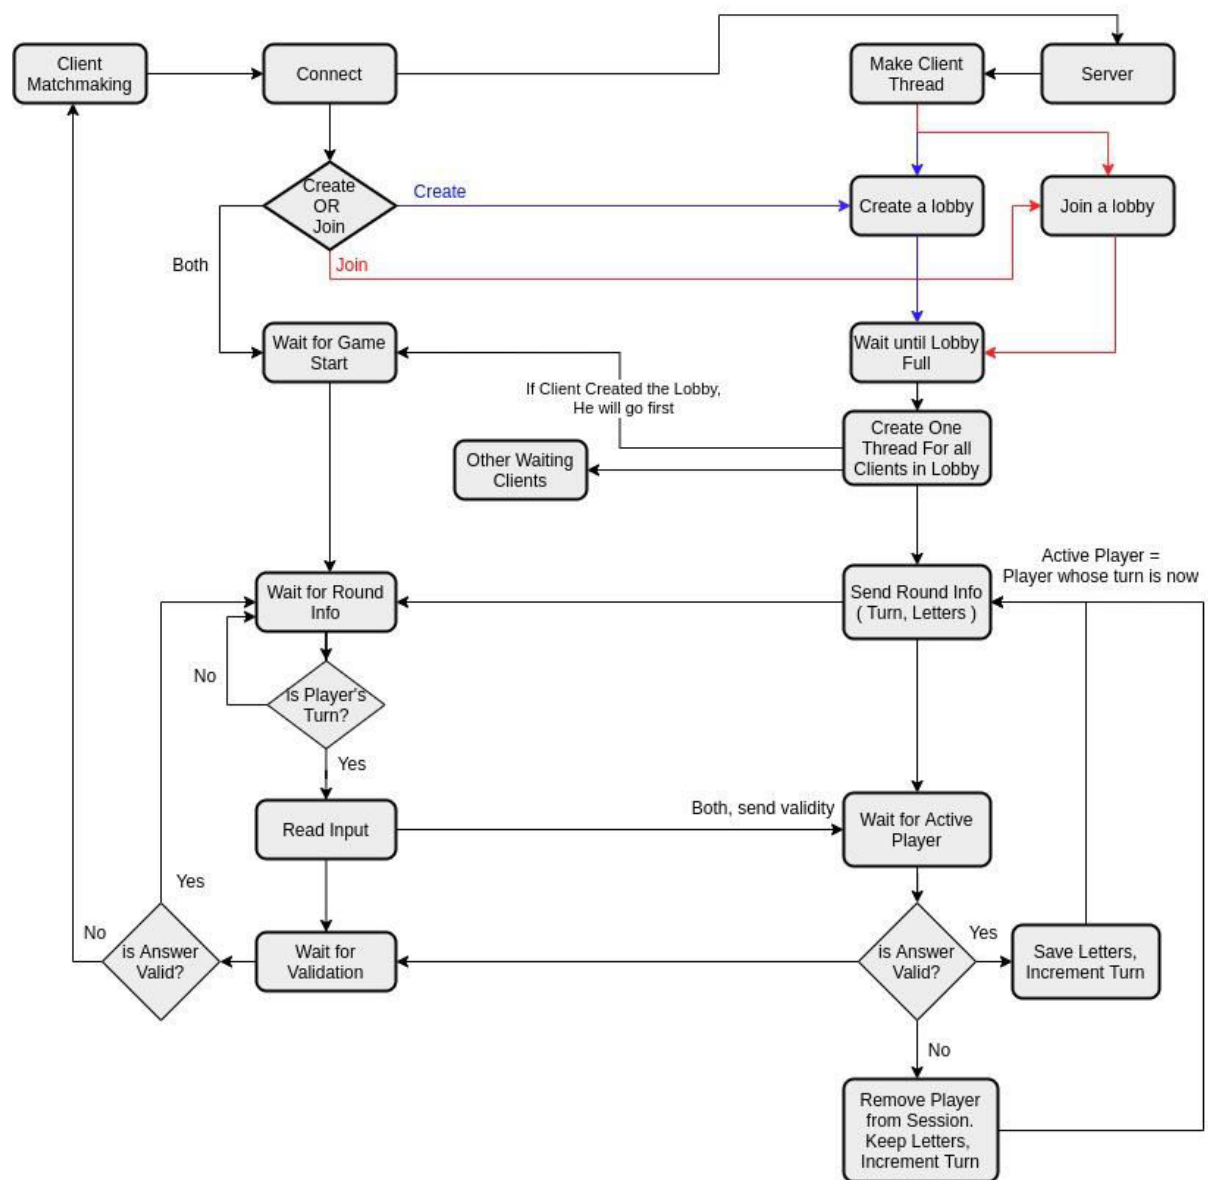 Client
Matchmaking
Connect
Make Client
Thread
Server
Create
OR
Join
Create
Create a lobby
Join a lobby
Both
Join
Wait for Game
Start
Wait until Lobby
Full
If Client Created the Lobby,
He will go first
Create One
Thread For all
Clients in Lobby
Other Waiting
Clients
Active Player =
Player whose turn is now
Wait for Round
Info
Send Round Info
( Turn, Letters )
No
is Player's
Turn?
Yes
Both, send validity
Read Input
Wait for Active
Player
Yes
No
is Answer
Valid?
Wait for
Validation
is Answer
Valid?
Yes
Save Letters,
Increment Turn
No
Remove Player
from Session.
Keep Letters,
Increment Turn